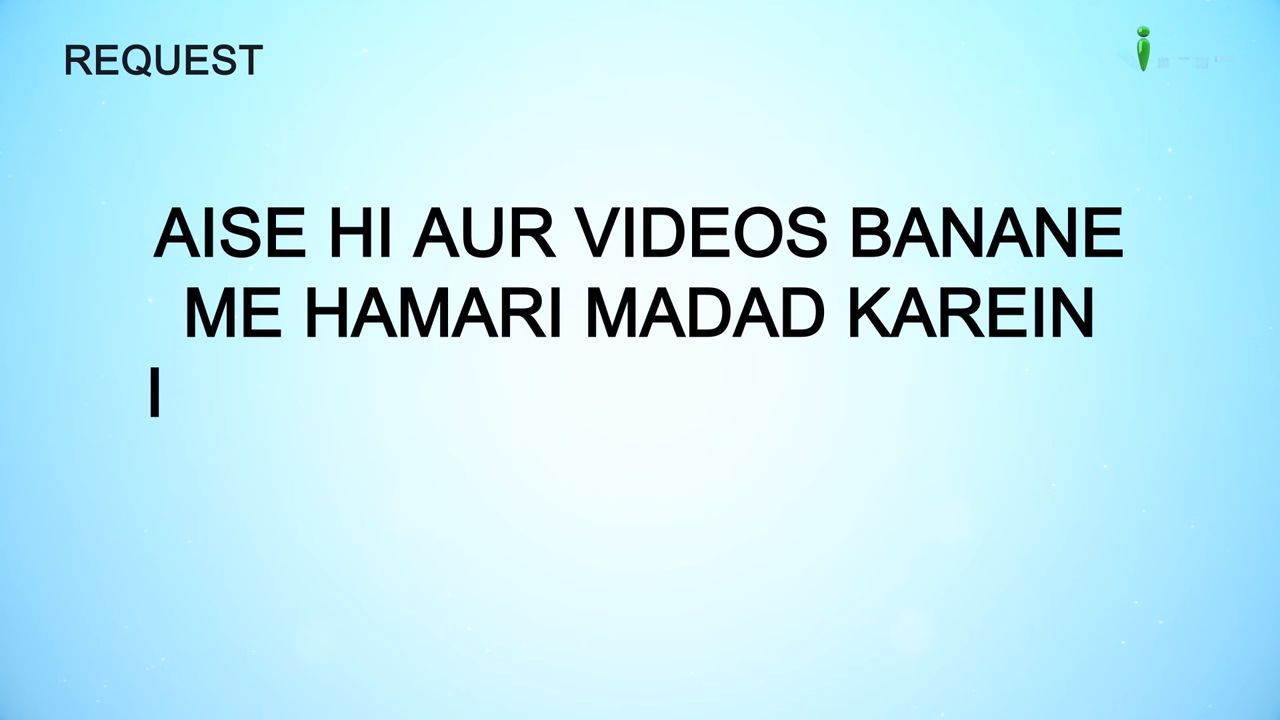 REQUEST
AISE HI AUR VIDEOS BANANE
ME HAMARI MADAD KAREIN
I